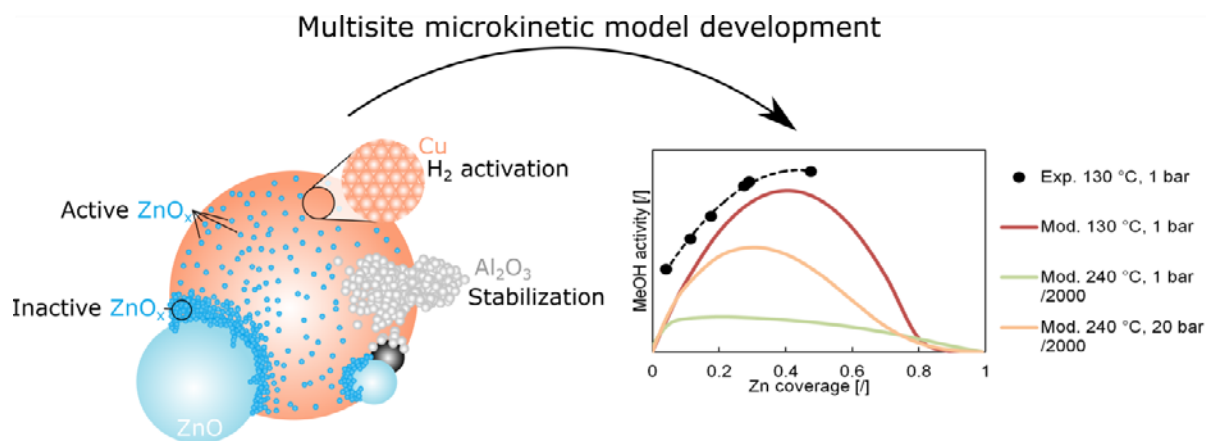 Multisite microkinetic model development
Cu
H₂ activation
Active ZnOₓ
Al₂O₃
Stabilization
Inactive ZnOₓ
ZnO
MeOH activity [/]
0
0.2
0.4
0.6
0.8
1
Zn coverage [/]
Exp. 130 °C, 1 bar
Mod. 130 °C, 1 bar
Mod. 240 °C, 1 bar
/2000
Mod. 240 °C, 20 bar
/2000